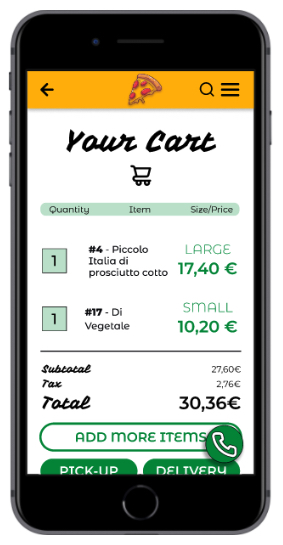 Your Cart
Quantity Item Size/Price
1 #4 - Piccolo Italia di prosciutto cotto LARGE 17,40 €
1 #17 - Di Vegetale SMALL 10,20 €
Subtotal 27,60€
Tax 2,76€
Total 30,36€
ADD MORE ITEMS
PICK-UP DELIVERY